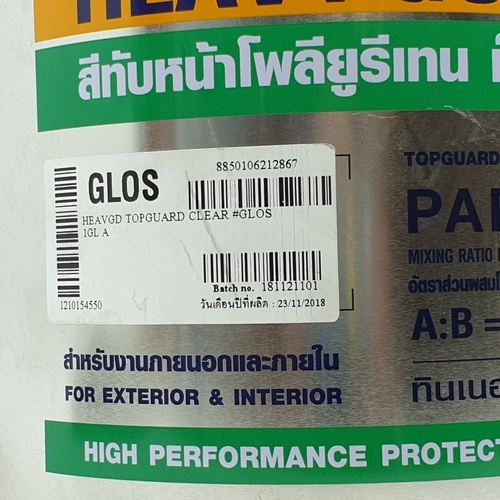 สีทับหน้าโพลียูรีเทน
8850106212867
GLOS
HEAVGD TOPGUARD CLEAR #GLOS
1GL A
Batch no. 181121101
1210154550
วันเดือนปีที่ผลิต : 23/11/2018
TOPGUARD
MIXING RATIO
อัตราส่วนผสมโ
A:B =
สำหรับงานภายนอกและภายใน
FOR EXTERIOR & INTERIOR
ทินเนอ
HIGH PERFORMANCE PROTECT